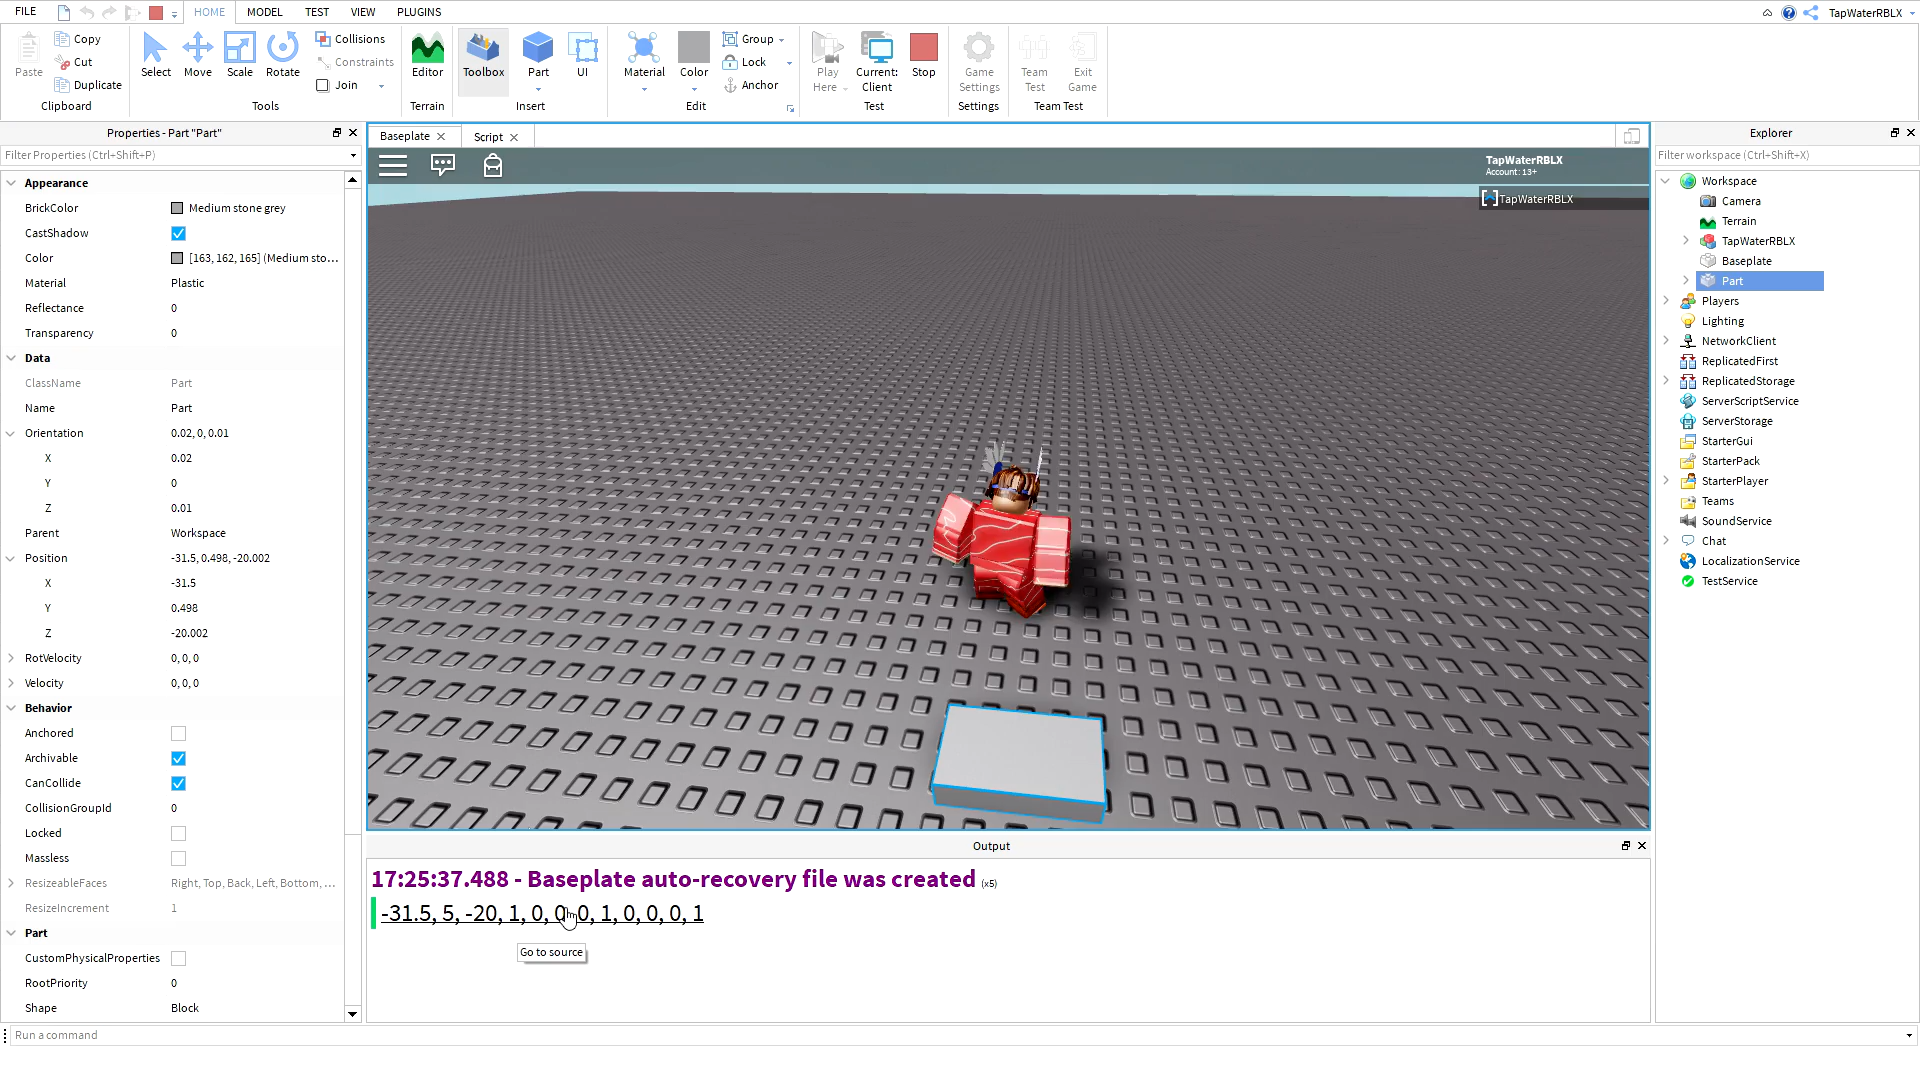 FILE HOME MODEL TEST VIEW PLUGINS TapWaterRBLX
Paste Copy Cut Duplicate
Clipboard
Select Move Scale Rotate Collisions Constraints Join
Tools
Editor
Terrain
Toolbox Part UI
Insert
Material Color Group Lock Anchor
Edit
Play Here Current: Client Stop
Test
Game Settings
Settings
Team Test Exit Game
Team Test
Properties - Part "Part"
Filter Properties (Ctrl+Shift+P)
Appearance
BrickColor Medium stone grey
CastShadow
Color [163, 162, 165] (Medium sto...
Material Plastic
Reflectance 0
Transparency 0
Data
ClassName Part
Name Part
Orientation 0.02, 0, 0.01
X 0.02
Y 0
Z 0.01
Parent Workspace
Position -31.5, 0.498, -20.002
X -31.5
Y 0.498
Z -20.002
RotVelocity 0, 0, 0
Velocity 0, 0, 0
Behavior
Anchored
Archivable
CanCollide
CollisionGroupId 0
Locked
Massless
ResizeableFaces Right, Top, Back, Left, Bottom, ...
ResizeIncrement 1
Part
CustomPhysicalProperties
RootPriority 0
Shape Block
Baseplate Script
TapWaterRBLX
Account: 13+
TapWaterRBLX
Output
17:25:37.488 - Baseplate auto-recovery file was created (x5)
-31.5, 5, -20, 1, 0, 0, 0, 1, 0, 0, 0, 1
Go to source
Explorer
Filter workspace (Ctrl+Shift+X)
Workspace
Camera
Terrain
TapWaterRBLX
Baseplate
Part
Players
Lighting
NetworkClient
ReplicatedFirst
ReplicatedStorage
ServerScriptService
ServerStorage
StarterGui
StarterPack
StarterPlayer
Teams
SoundService
Chat
LocalizationService
TestService
Run a command